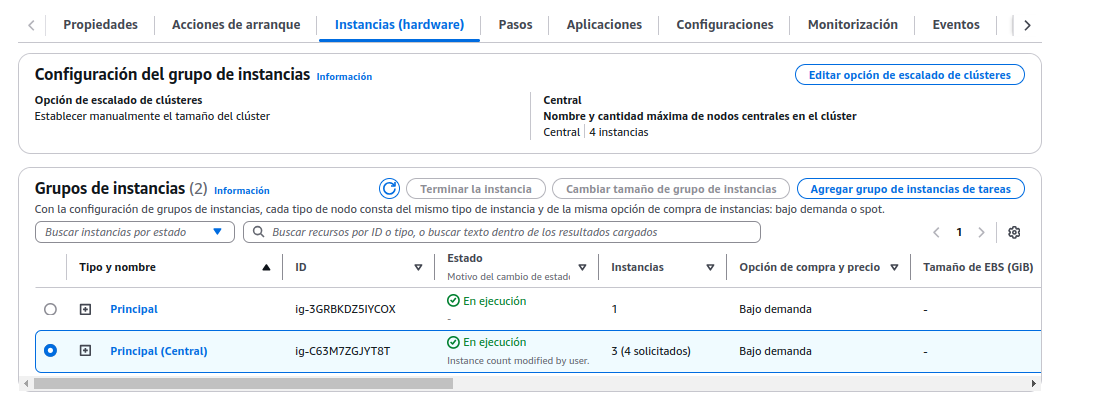 Propiedades
Acciones de arranque
Instancias (hardware)
Pasos
Aplicaciones
Configuraciones
Monitorización
Eventos
Configuración del grupo de instancias Información
Editar opción de escalado de clústeres
Opción de escalado de clústeres
Establecer manualmente el tamaño del clúster
Central
Nombre y cantidad máxima de nodos centrales en el clúster
Central 4 instancias
Grupos de instancias (2) Información
Terminar la instancia
Cambiar tamaño de grupo de instancias
Agregar grupo de instancias de tareas
Con la configuración de grupos de instancias, cada tipo de nodo consta del mismo tipo de instancia y de la misma opción de compra de instancias: bajo demanda o spot.
Buscar instancias por estado
Buscar recursos por ID o tipo, o buscar texto dentro de los resultados cargados
1
Tipo y nombre
ID
Estado
Motivo del cambio de estado
Instancias
Opción de compra y precio
Tamaño de EBS (GiB)
Principal
ig-3GRBKDZ5IYCOX
En ejecución
-
1
Bajo demanda
-
Principal (Central)
ig-C63M7ZGJYT8T
En ejecución
Instance count modified by user.
3 (4 solicitados)
Bajo demanda
-